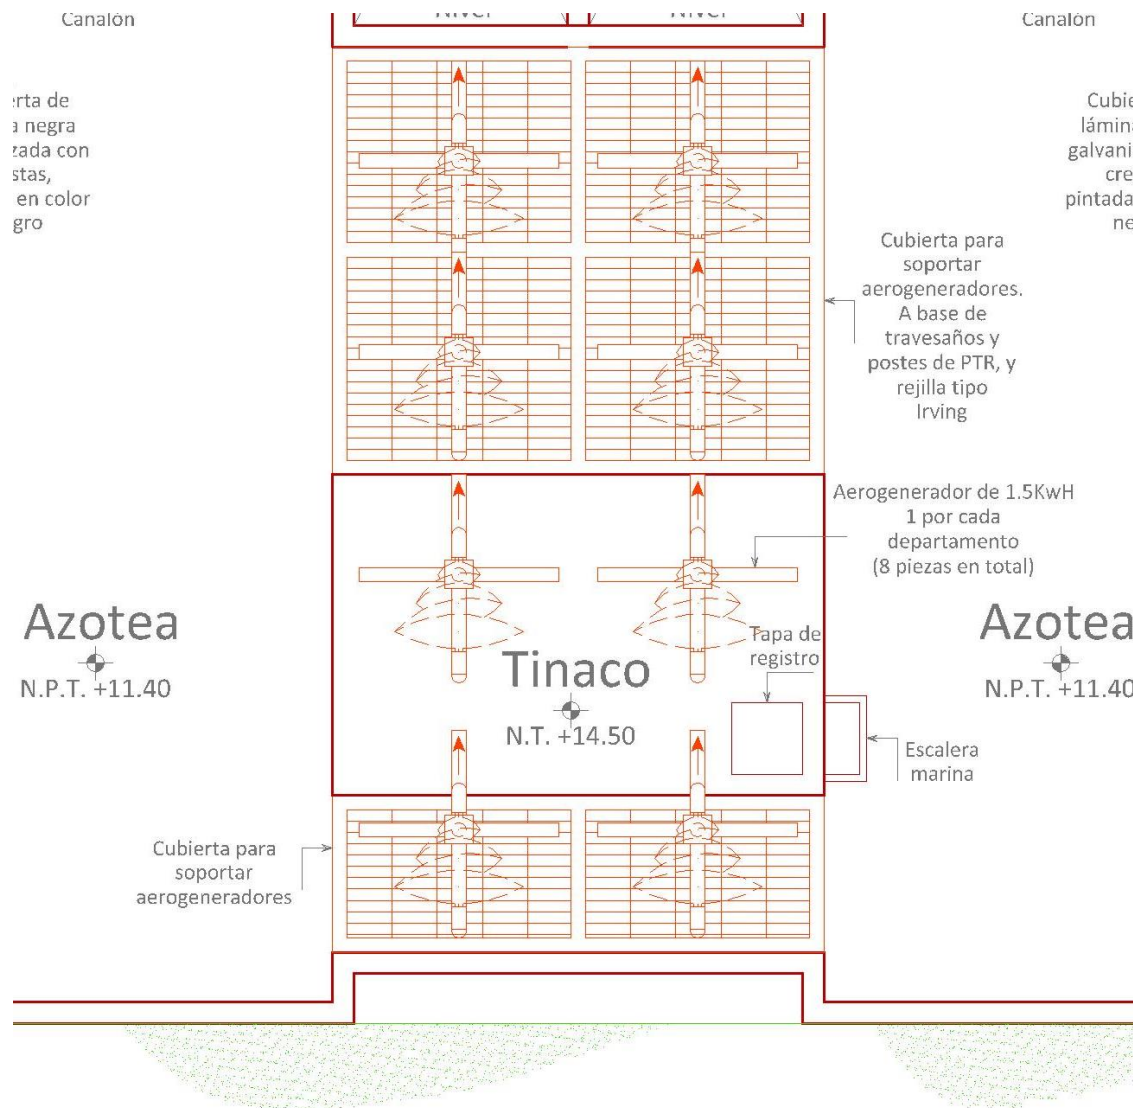 Canalón
Canalón
Nivel
Nivel
erta de
a negra
zada con
stas,
en color
gro
Cubie
lámina
galvani
cre
pintada
ne
Cubierta para
soportar
aerogeneradores.
A base de
travesaños y
postes de PTR, y
rejilla tipo
Irving
Aerogenerador de 1.5KwH
1 por cada
departamento
(8 piezas en total)
Azotea
N.P.T. +11.40
Tapa de
registro
Tinaco
N.T. +14.50
Azotea
N.P.T. +11.40
Escalera
marina
Cubierta para
soportar
aerogeneradores